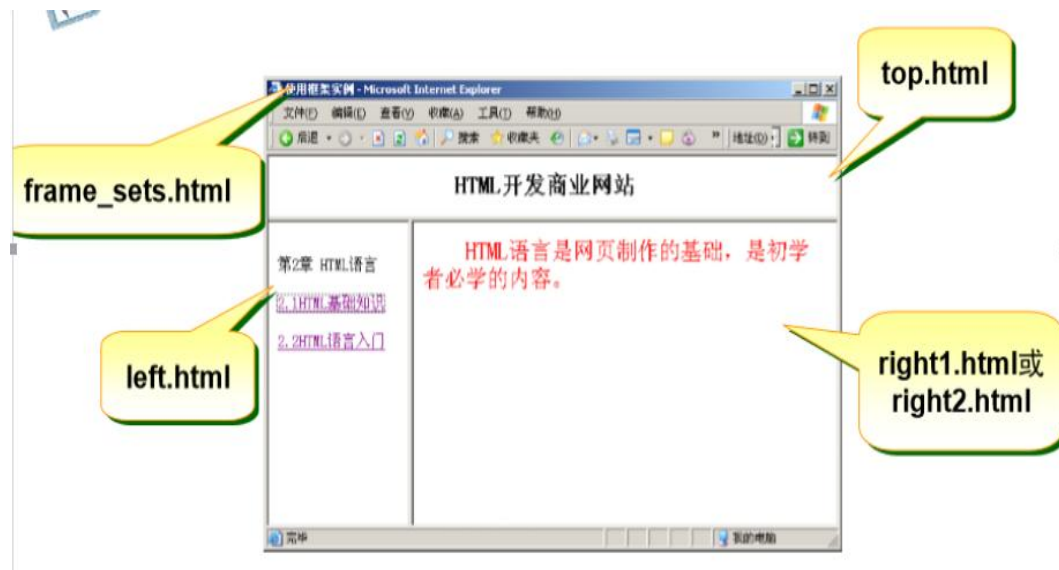 top.html
使用框架实例 - Microsoft Internet Explorer
文件(F) 编辑(E) 查看(V) 收藏(A) 工具(T) 帮助(H)
后退 搜索 收藏夹 » 地址(D) 转到
frame_sets.html
HTML开发商业网站
第2章 HTML语言
2.1HTML基础知识
2.2HTML语言入门
HTML语言是网页制作的基础，是初学
者必学的内容。
left.html
right1.html或
right2.html
完毕 我的电脑